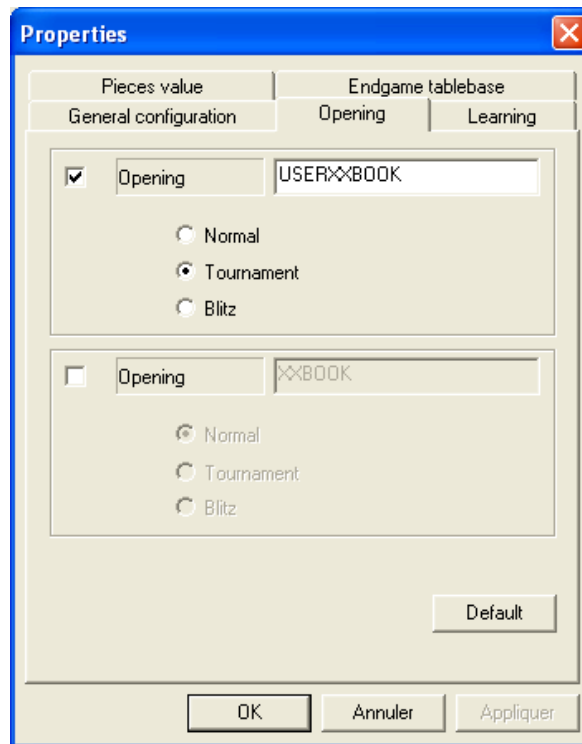 Properties
Pieces value Endgame tablebase
General configuration Opening Learning
Opening USERXXBOOK
Normal
Tournament
Blitz
Opening XXBOOK
Normal
Tournament
Blitz
Default
OK Annuler Appliquer